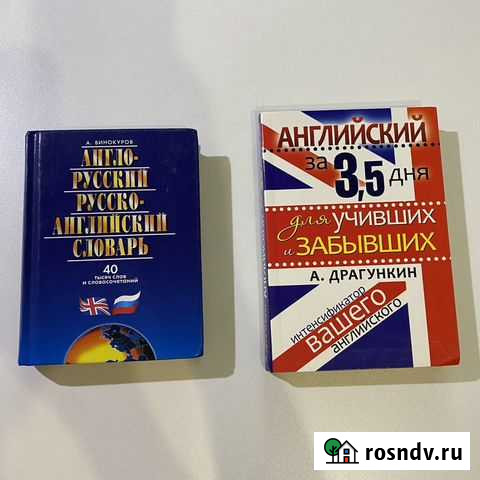 А. ВИНОКУРОВ
АНГЛО-
РУССКИЙ
РУССКО-
АНГЛИЙСКИЙ
СЛОВАРЬ
40
ТЫСЯЧ СЛОВ
И СЛОВОСОЧЕТАНИЙ
АНГЛИЙСКИЙ
за 3,5 дня
для УЧИВШИХ
и ЗАБЫВШИХ
А. ДРАГУНКИН
интенсификатор
вашего
английского
rosndv.ru